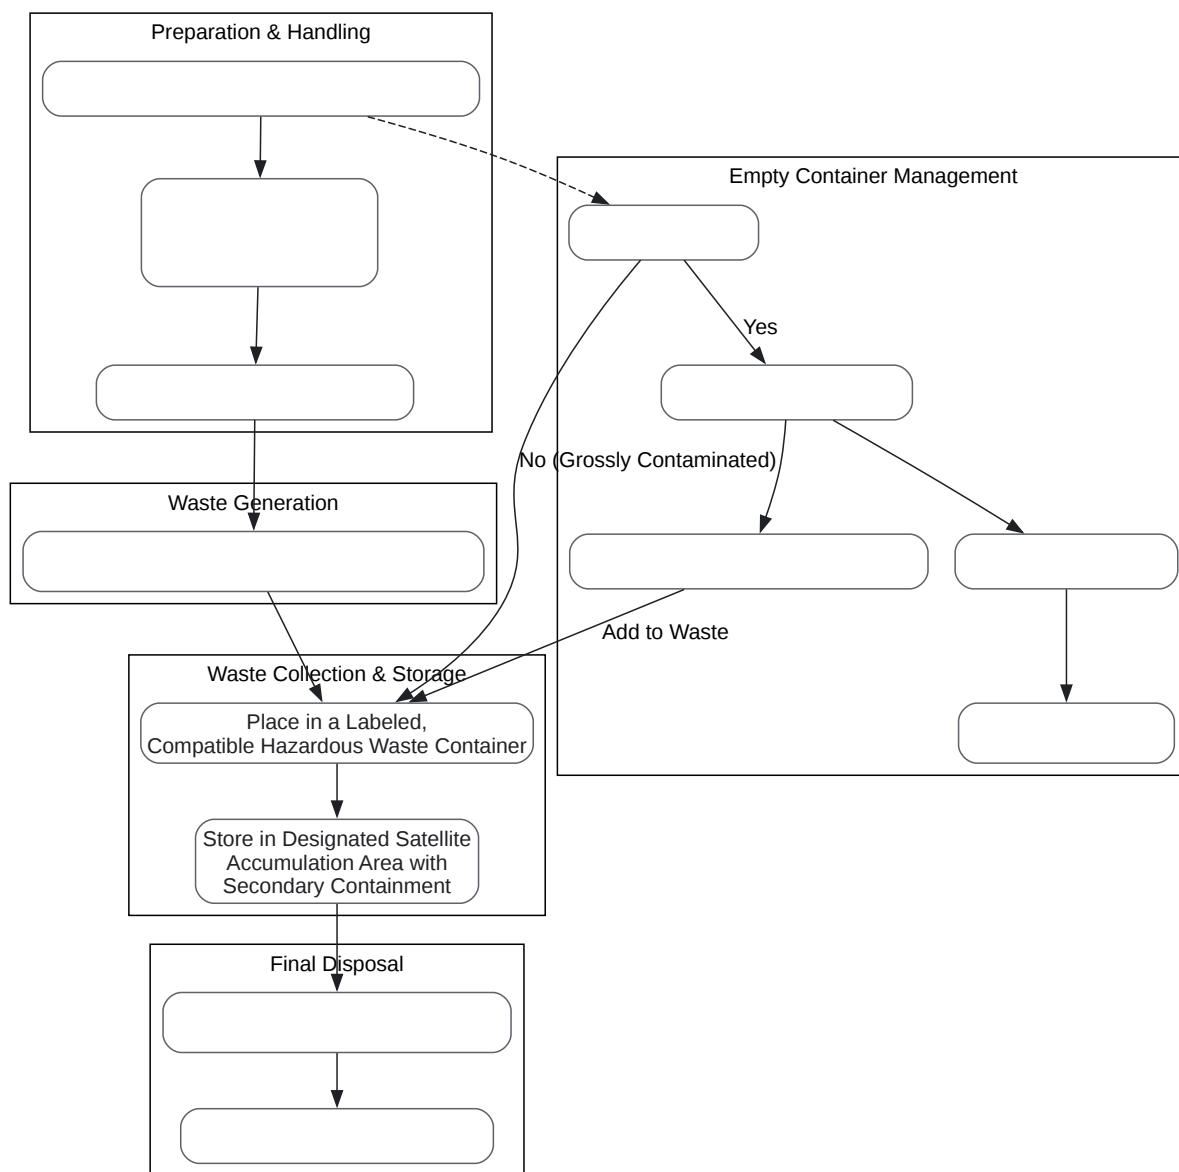 Preparation & Handling
Empty Container Management
Yes
No (Grossly Contaminated)
Waste Generation
Add to Waste
Waste Collection & Storage
Place in a Labeled,
Compatible Hazardous Waste Container
Store in Designated Satellite
Accumulation Area with
Secondary Containment
Final Disposal